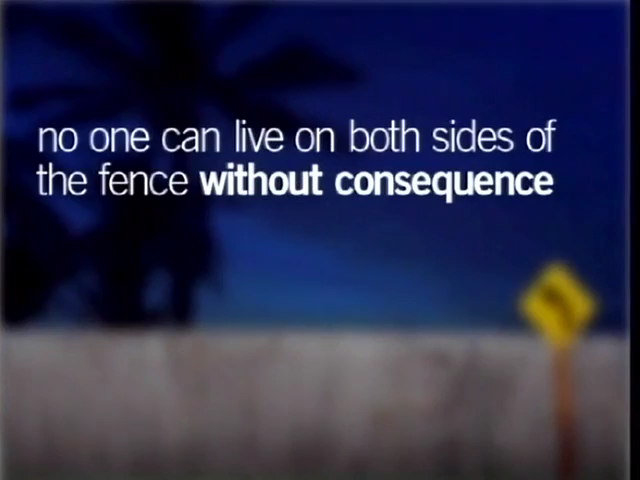 no one can live on both sides of
the fence without consequence